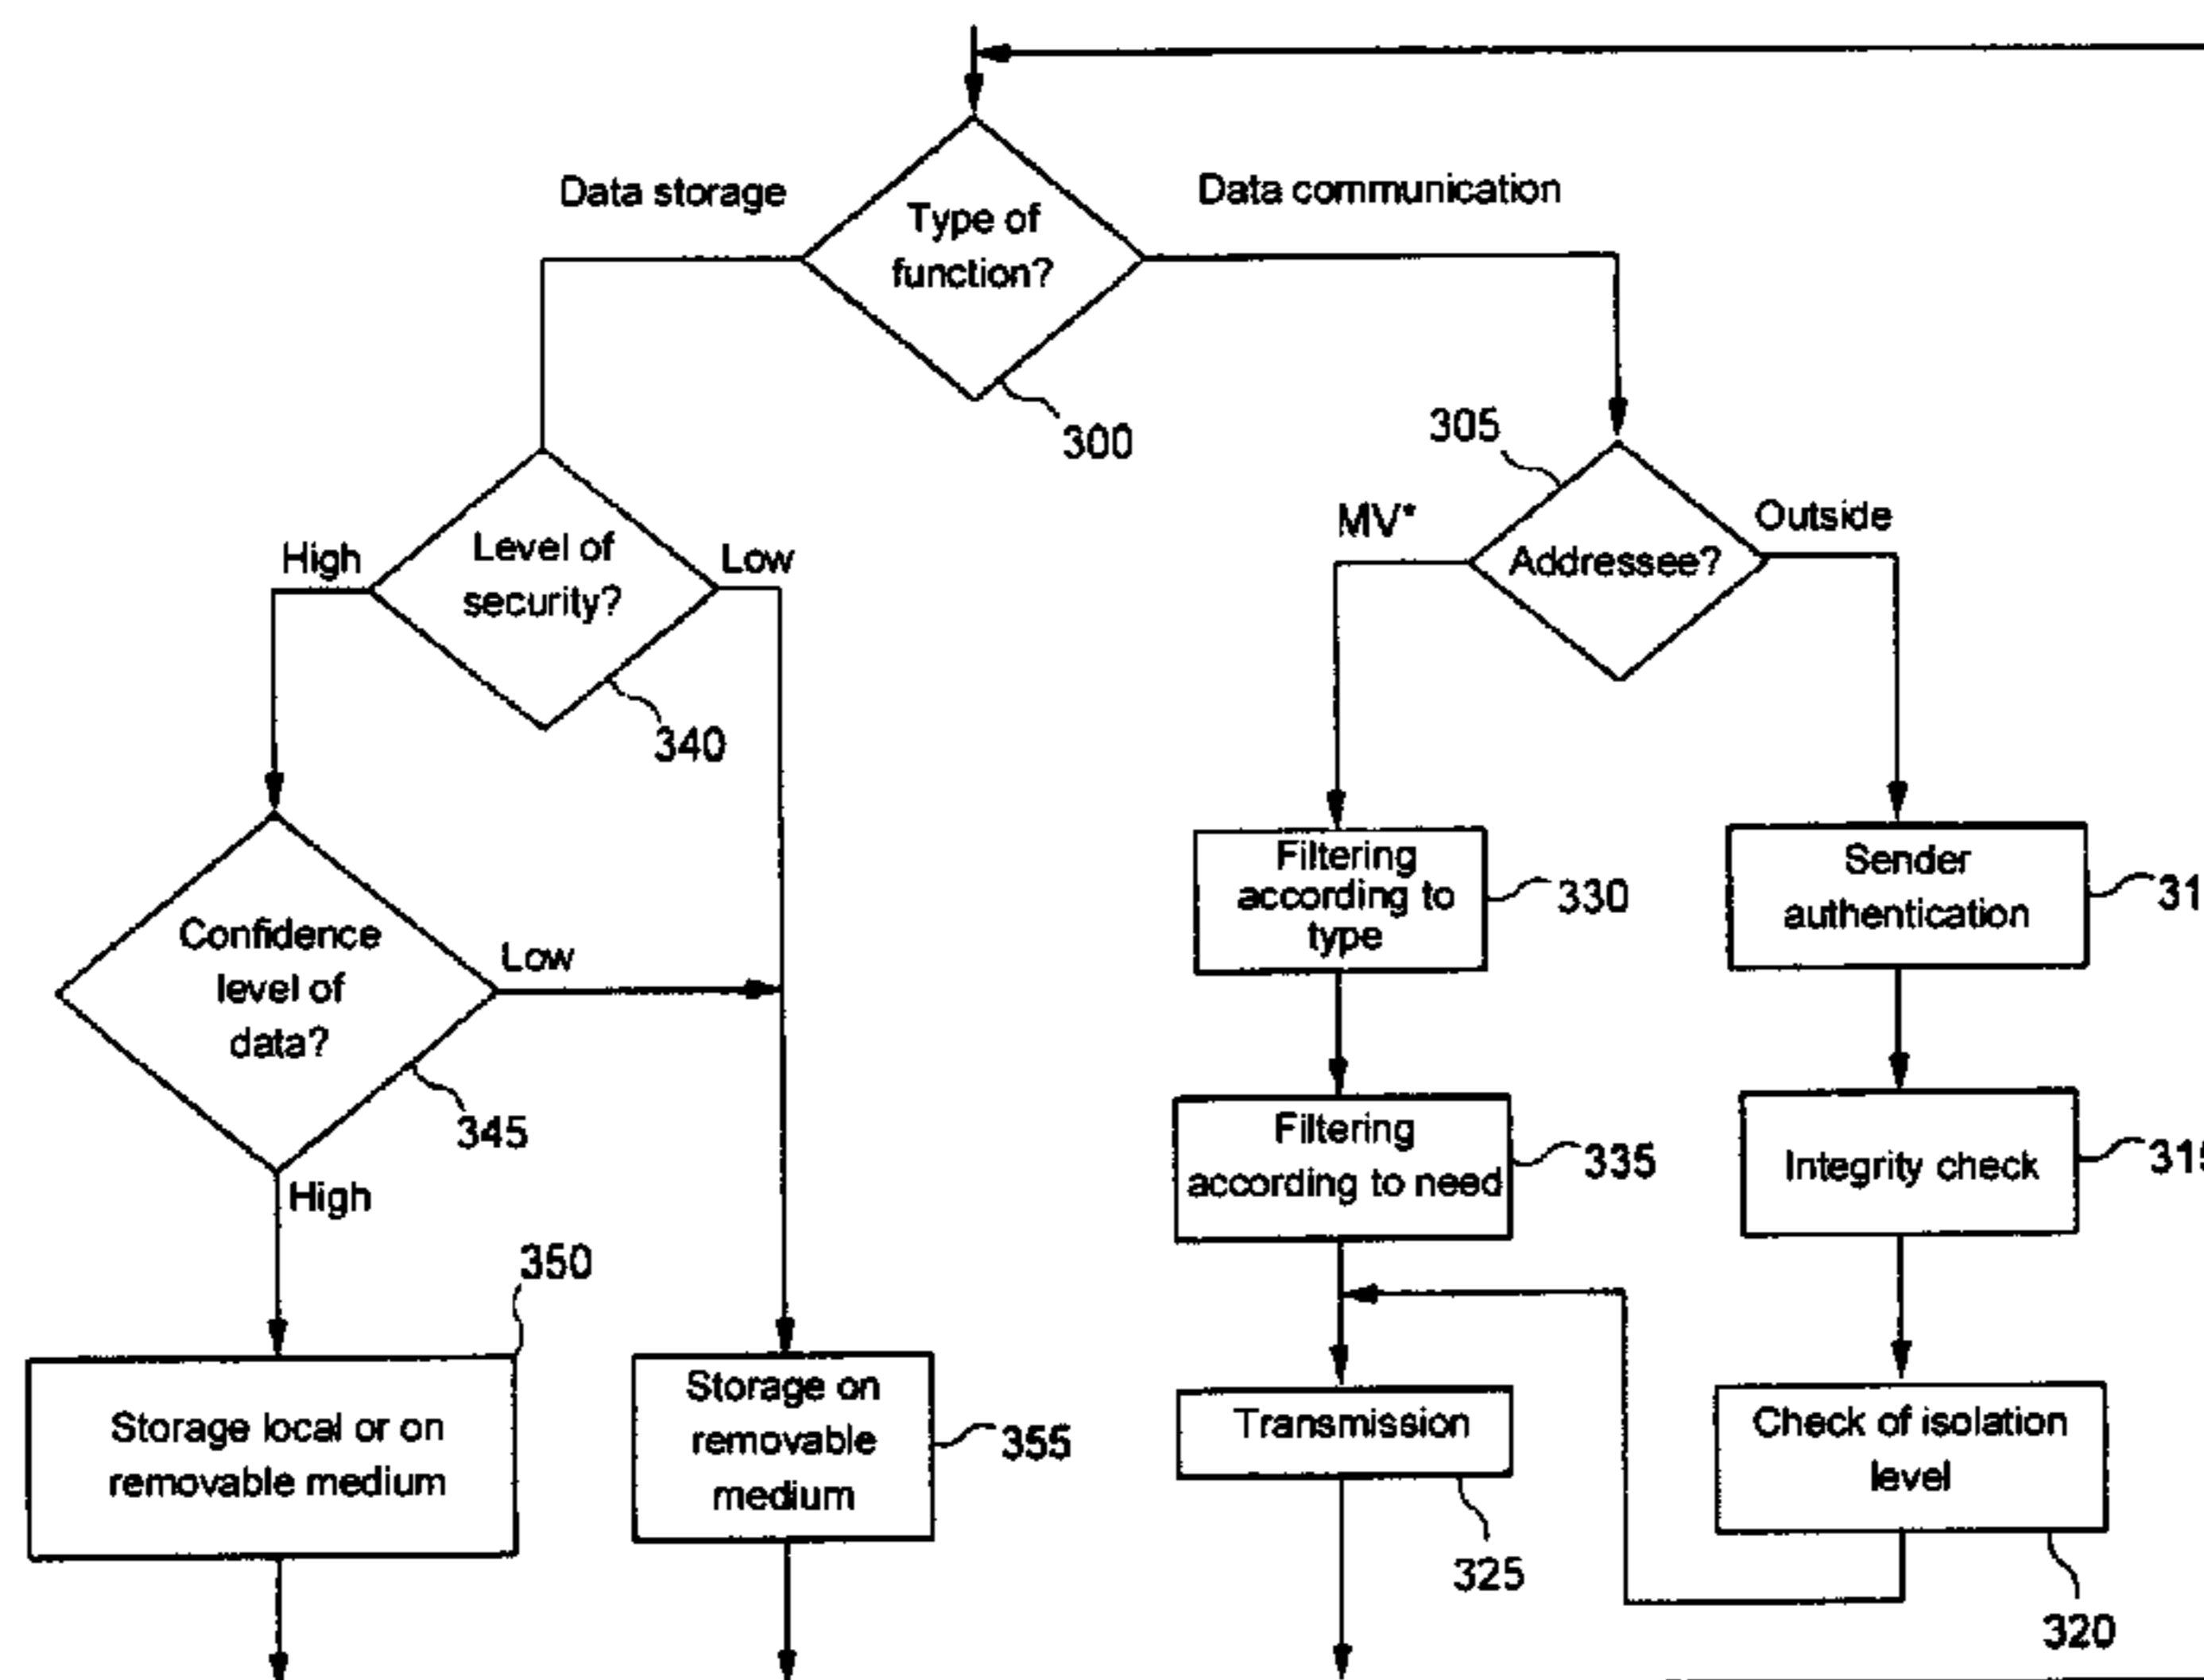 Data storage
Data communication
Type of
function?
300
305
MV*
Outside
Addressee?
High
Level of
security?
Low
340
Filtering
according to
type
330
Sender
authentication
31
Confidence
level of
data?
Low
345
High
Filtering
according to need
335
Integrity check
315
350
Storage local or on
removable medium
Storage on
removable
medium
355
Transmission
325
Check of isolation
level
320